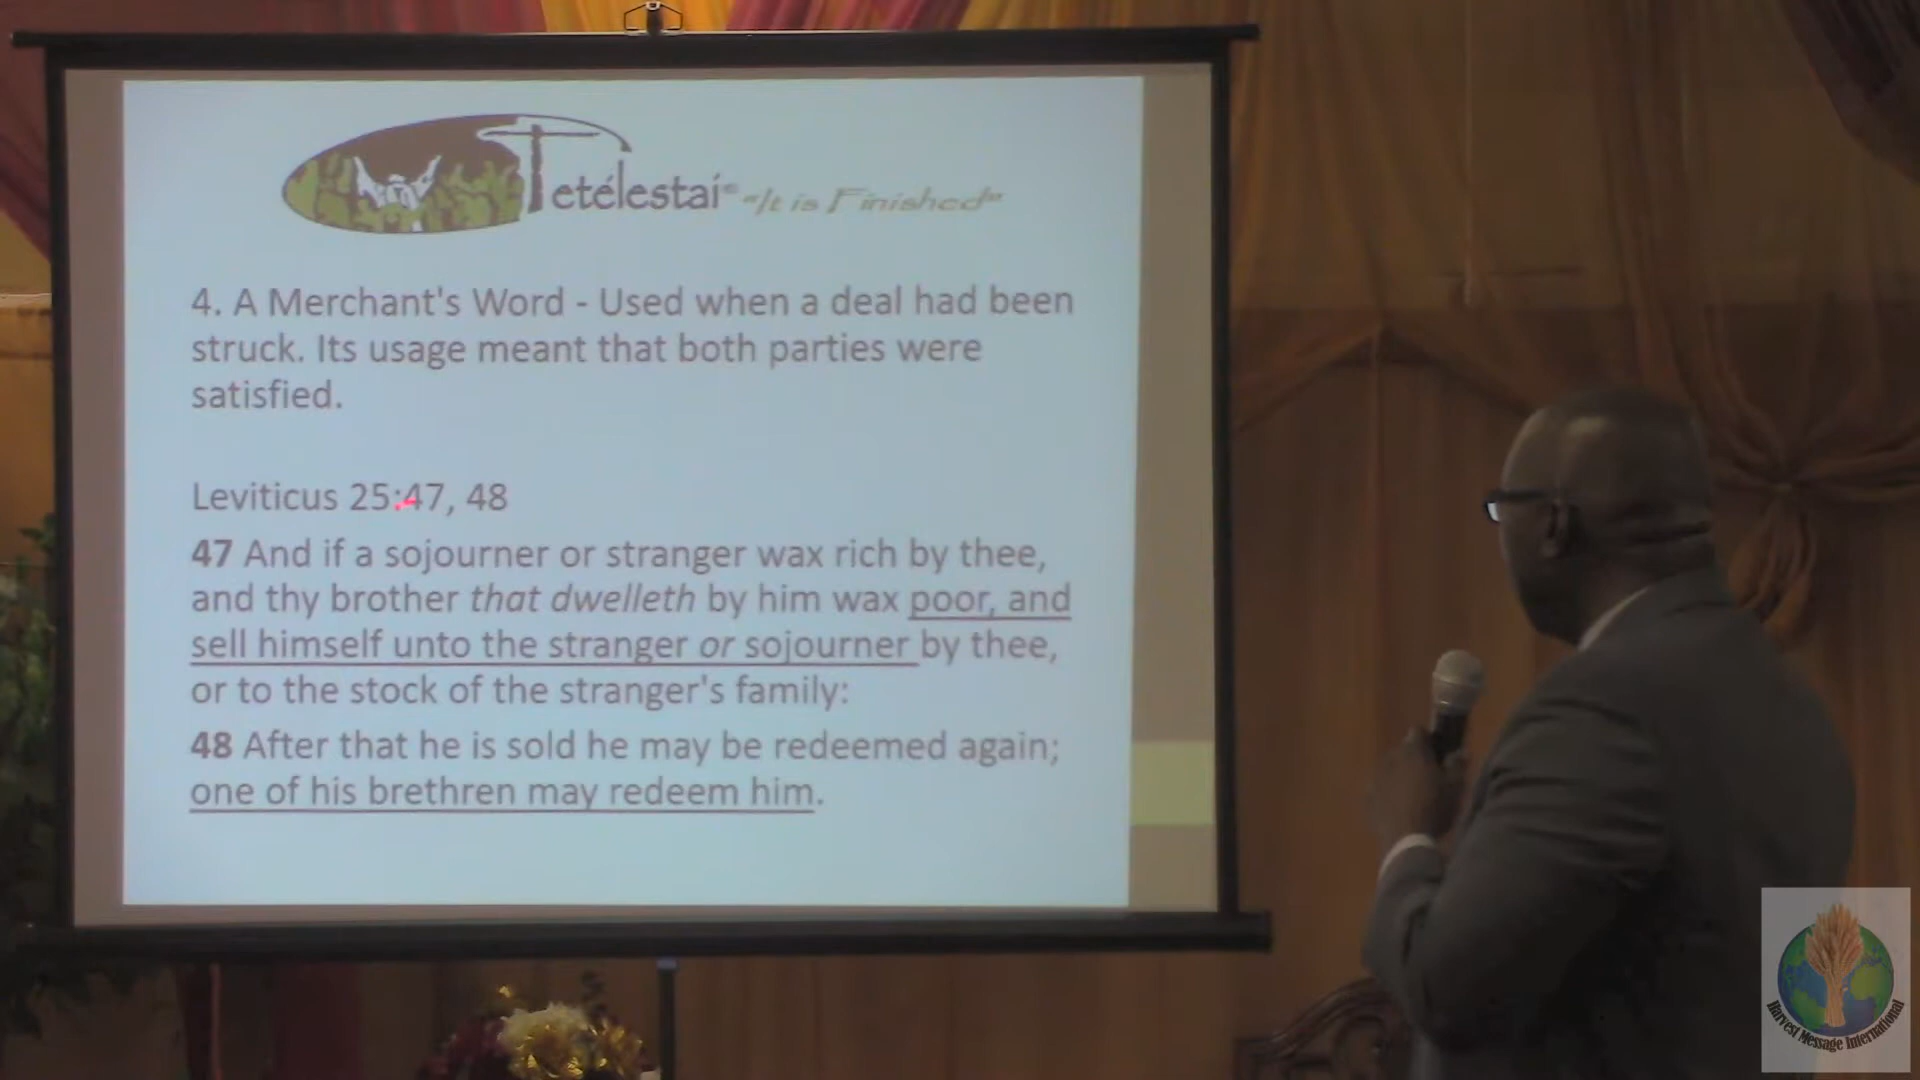 Tetélestai® "It is Finished"
4. A Merchant's Word - Used when a deal had been
struck. Its usage meant that both parties were
satisfied.
Leviticus 25:47, 48
47 And if a sojourner or stranger wax rich by thee,
and thy brother that dwelleth by him wax poor, and
sell himself unto the stranger or sojourner by thee,
or to the stock of the stranger's family:
48 After that he is sold he may be redeemed again;
one of his brethren may redeem him.
Harvest Message International